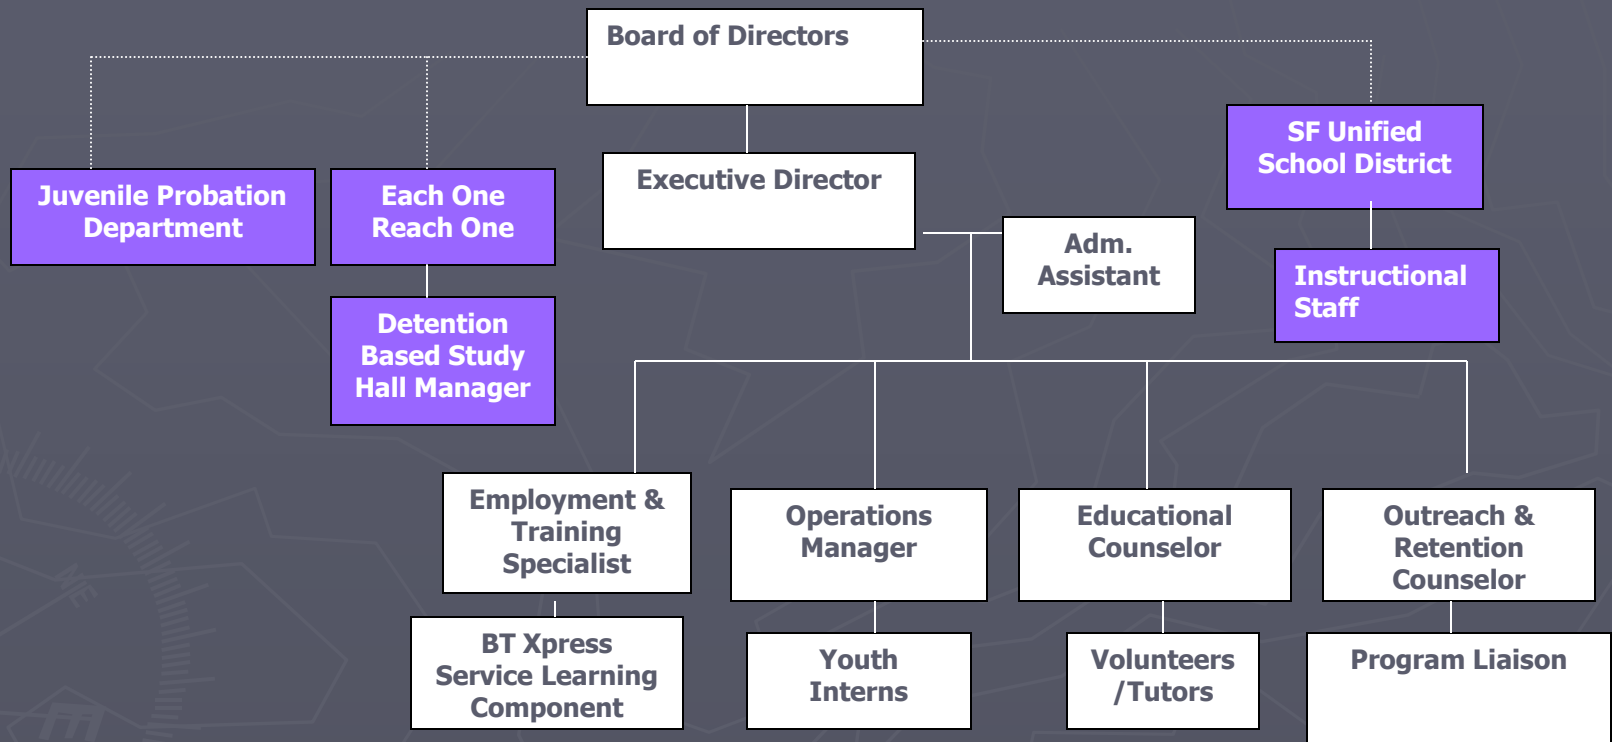 Board of Directors
SF Unified
School District
Juvenile Probation
Department
Each One
Reach One
Executive Director
Adm.
Assistant
Instructional
Staff
Detention
Based Study
Hall Manager
Employment &
Training
Specialist
Operations
Manager
Educational
Counselor
Outreach &
Retention
Counselor
BT Xpress
Service Learning
Component
Youth
Interns
Volunteers
/Tutors
Program Liaison
NE
E